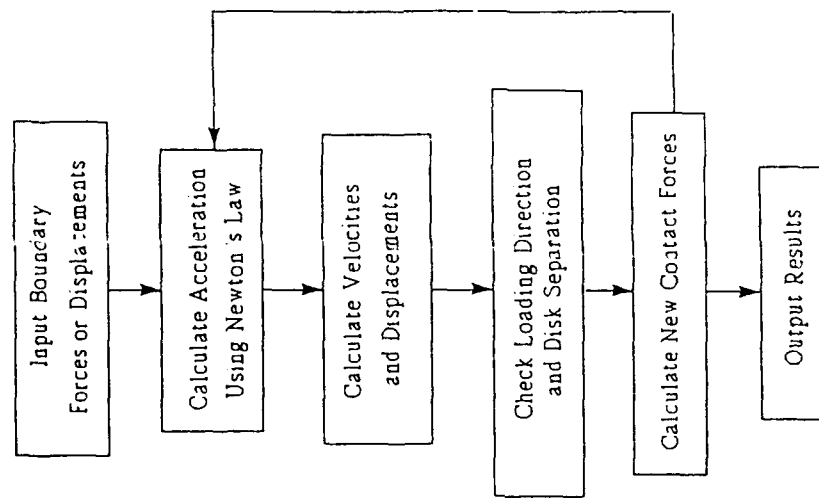 Input Boundary
Forces or Displacements
Calculate Acceleration
Using Newton's Law
Calculate Velocities
and Displacements
Check Loading Direction
and Disk Separation
Calculate New Contact Forces
Output Results